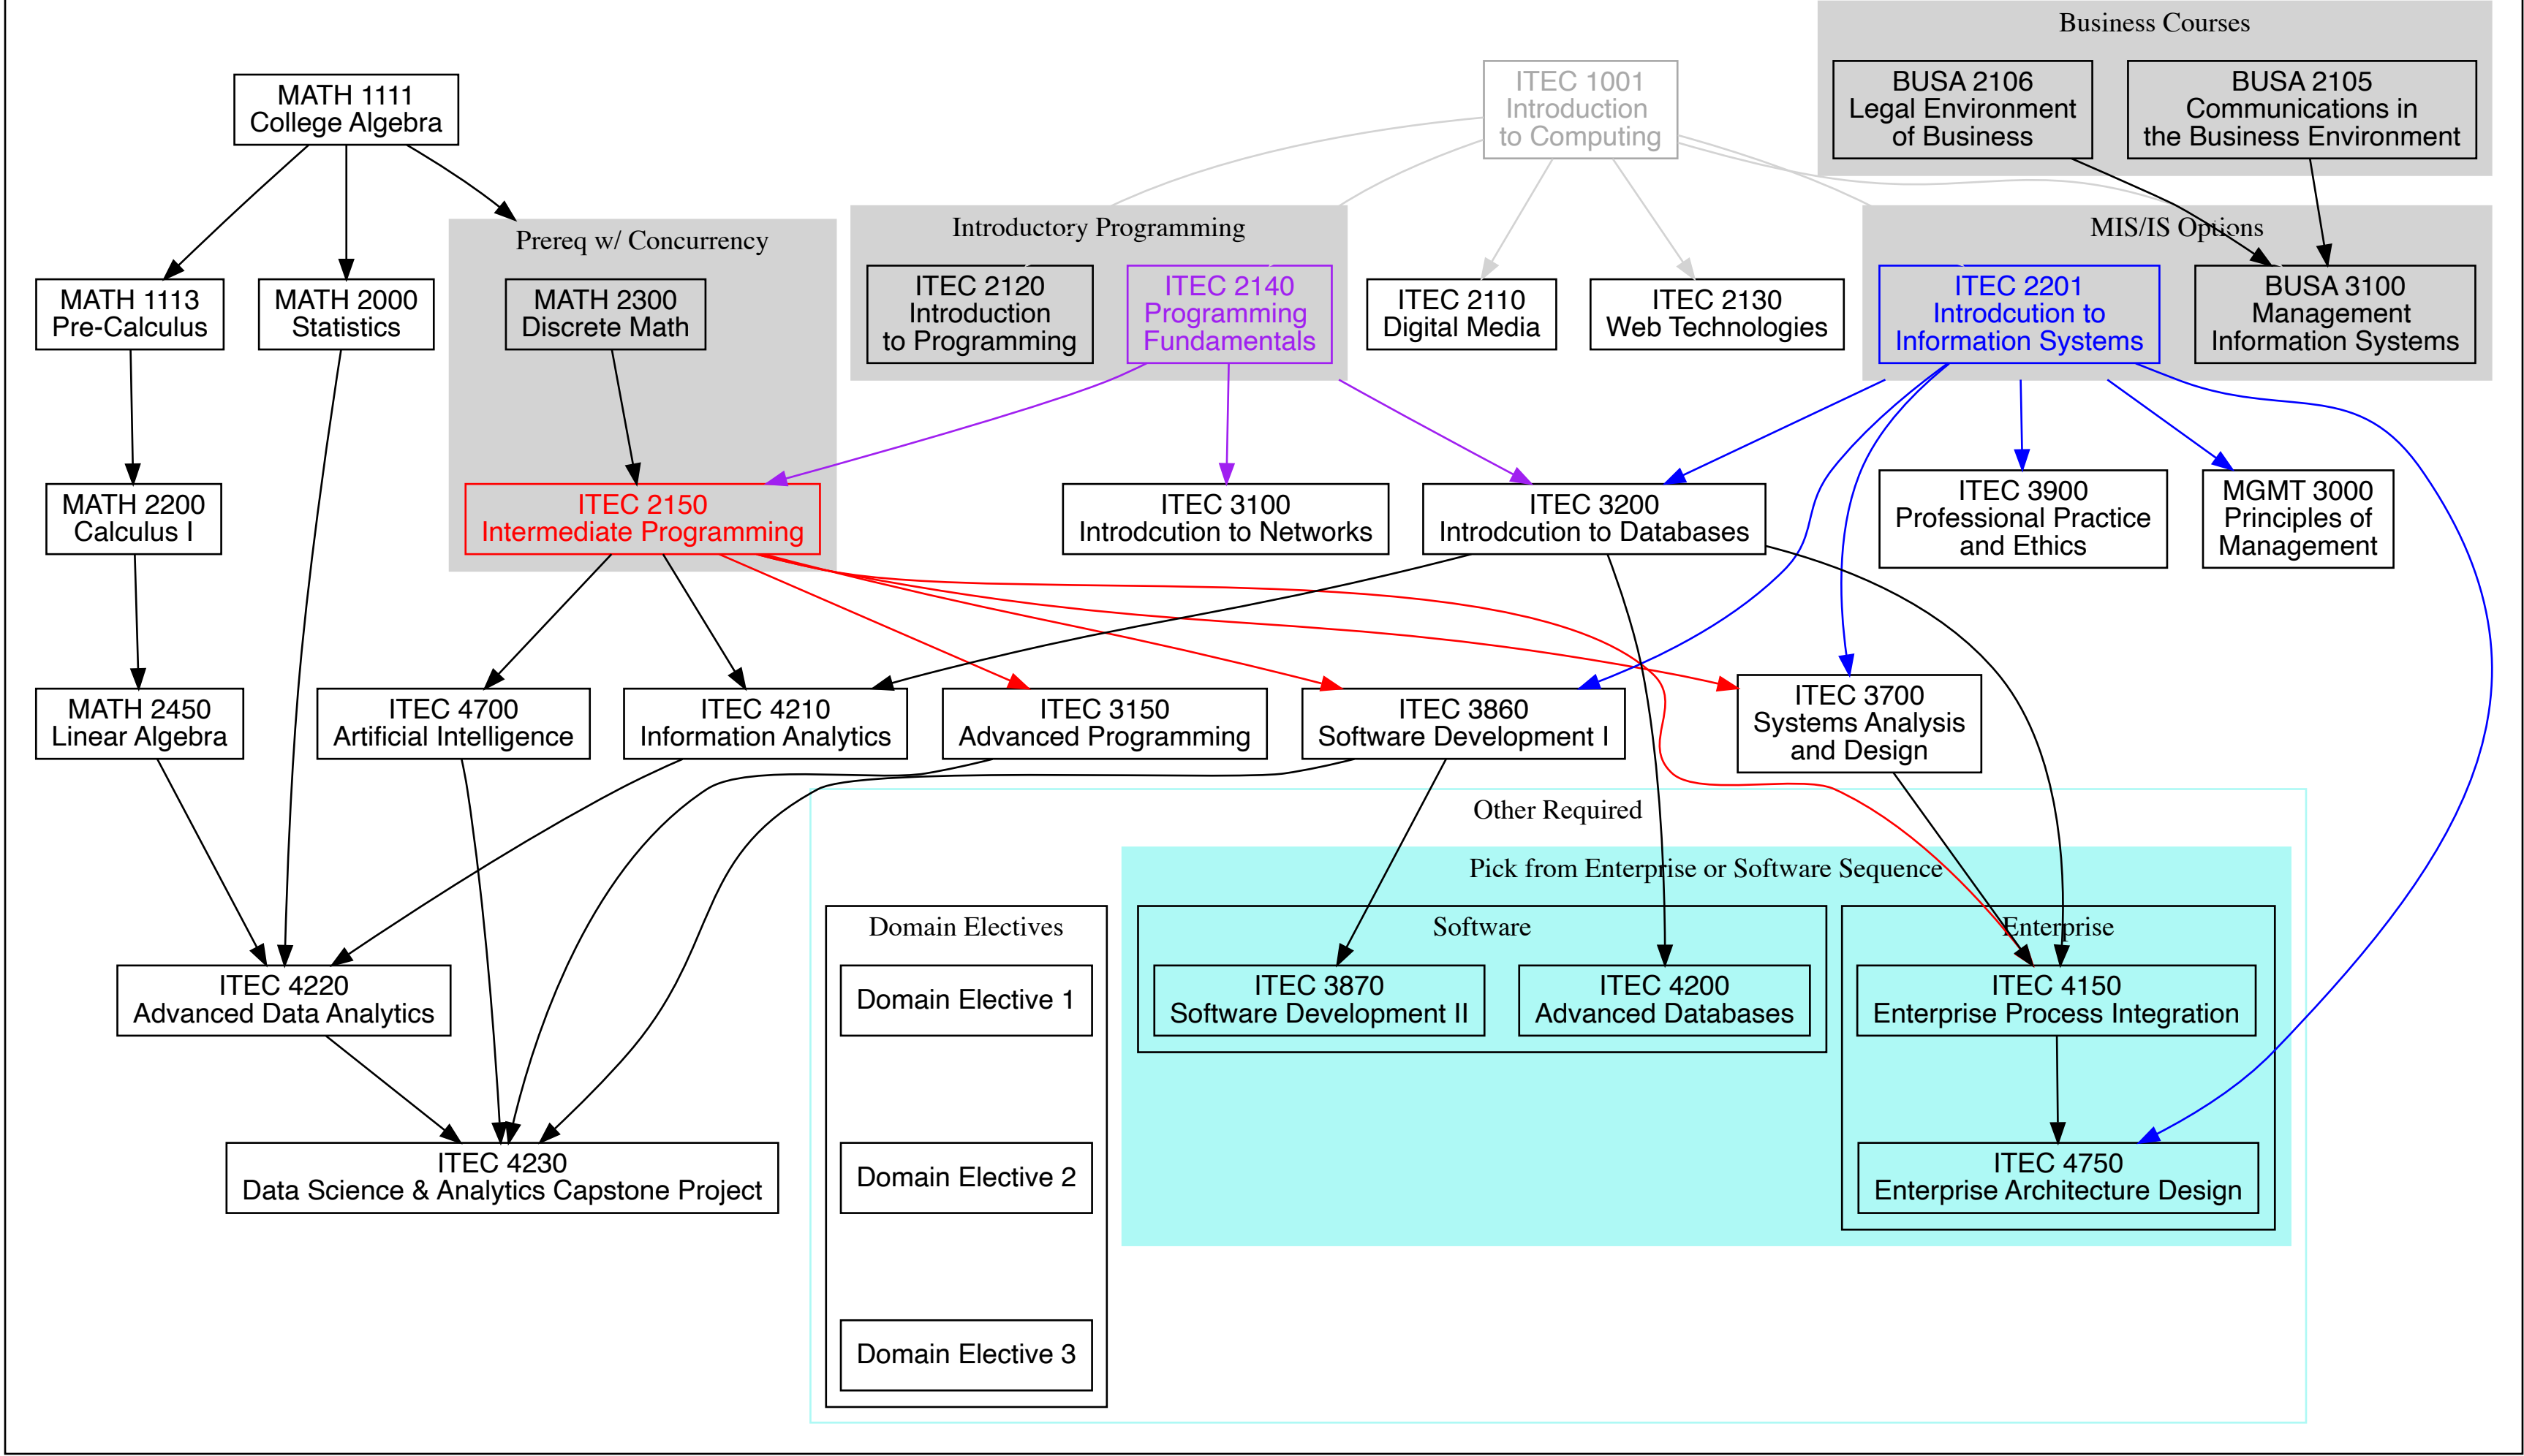 Business Courses
MATH 1111
College Algebra
ITEC 1001
Introduction
to Computing
BUSA 2106
Legal Environment
of Business
BUSA 2105
Communications in
the Business Environment
Prereq w/ Concurrency
Introductory Programming
MIS/IS Options
MATH 1113
Pre-Calculus
MATH 2000
Statistics
MATH 2300
Discrete Math
ITEC 2120
Introduction
to Programming
ITEC 2140
Programming
Fundamentals
ITEC 2110
Digital Media
ITEC 2130
Web Technologies
ITEC 2201
Introdcution to
Information Systems
BUSA 3100
Management
Information Systems
MATH 2200
Calculus I
ITEC 2150
Intermediate Programming
ITEC 3100
Introdcution to Networks
ITEC 3200
Introdcution to Databases
ITEC 3900
Professional Practice
and Ethics
MGMT 3000
Principles of
Management
MATH 2450
Linear Algebra
ITEC 4700
Artificial Intelligence
ITEC 4210
Information Analytics
ITEC 3150
Advanced Programming
ITEC 3860
Software Development I
ITEC 3700
Systems Analysis
and Design
Other Required
Pick from Enterprise or Software Sequence
Domain Electives
Software
Enterprise
ITEC 4220
Advanced Data Analytics
Domain Elective 1
ITEC 3870
Software Development II
ITEC 4200
Advanced Databases
ITEC 4150
Enterprise Process Integration
ITEC 4230
Data Science & Analytics Capstone Project
Domain Elective 2
ITEC 4750
Enterprise Architecture Design
Domain Elective 3